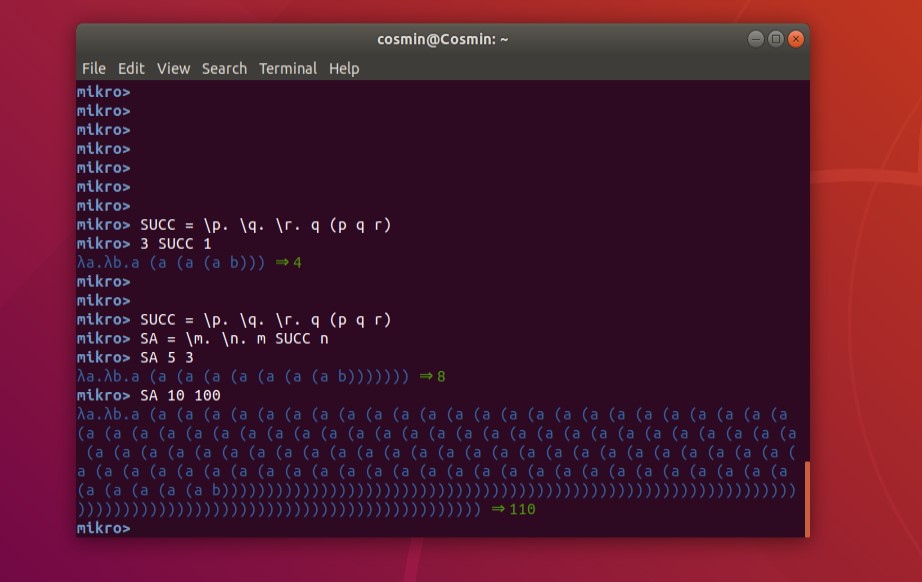 cosmin@Cosmin: ~
File Edit View Search Terminal Help
mikro>
mikro>
mikro>
mikro>
mikro>
mikro>
mikro>
mikro> SUCC = \p. \q. \r. q (p q r)
mikro> 3 SUCC 1
λa.λb.a (a (a (a b))) ⇒ 4
mikro>
mikro>
mikro> SUCC = \p. \q. \r. q (p q r)
mikro> SA = \m. \n. m SUCC n
mikro> SA 5 3
λa.λb.a (a (a (a (a (a (a (a b))))))) ⇒ 8
mikro> SA 10 100
λa.λb.a (a (a (a (a (a (a (a (a (a (a (a (a (a (a (a (a (a (a (a (a (a (a (a (a
(a (a (a (a (a (a (a (a (a (a (a (a (a (a (a (a (a (a (a (a (a (a (a (a (a (a (a
(a (a (a (a (a (a (a (a (a (a (a (a (a (a (a (a (a (a (a (a (a (a (a (a (a (a (
a (a (a (a (a (a (a (a (a (a (a (a (a (a (a (a (a (a (a (a (a (a (a (a (a (a (a
(a (a (a (a (a b))))))))))))))))))))))))))))))))))))))))))))))))))))))))))))))))
))))))))))))))))))))))))))))))))))))))))))))) ⇒ 110
mikro>